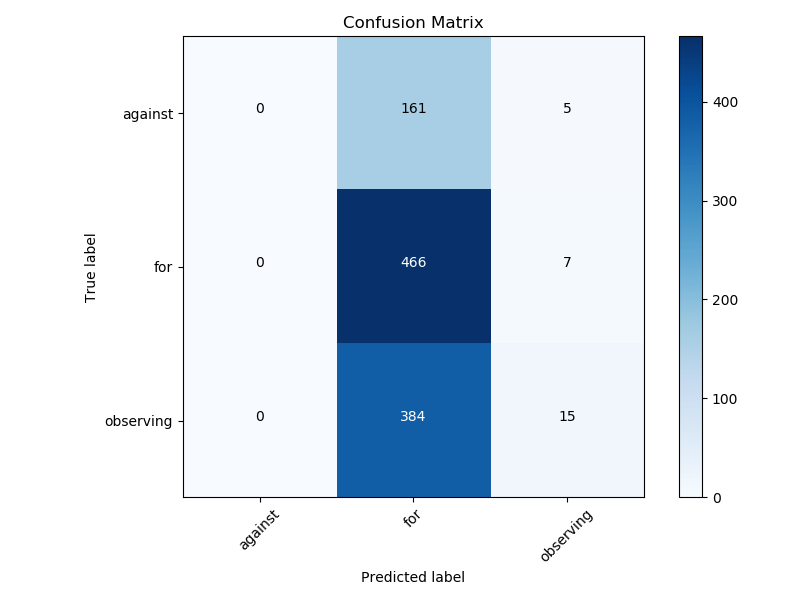 Confusion Matrix
against 0 161 5
for 0 466 7
observing 0 384 15
against for observing
True label
Predicted label
400
300
200
100
0